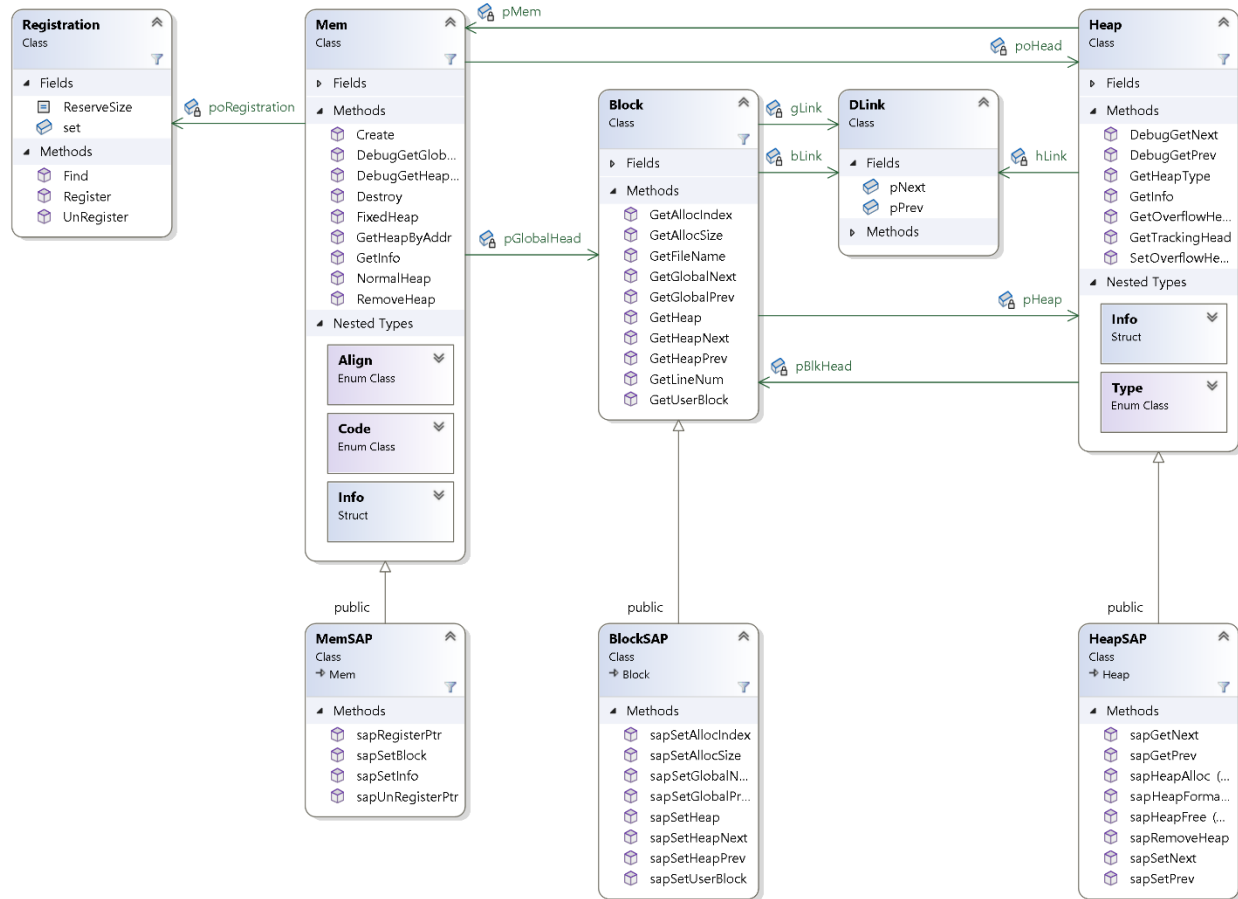 Registration
Class
Fields
ReserveSize
set
Methods
Find
Register
UnRegister
poRegistration
Mem
Class
Fields
Methods
Create
DebugGetGlob...
DebugGetHeap...
Destroy
FixedHeap
GetHeapByAddr
GetInfo
NormalHeap
RemoveHeap
Nested Types
Align
Enum Class
Code
Enum Class
Info
Struct
pMem
poHead
pGlobalHead
Block
Class
Fields
Methods
GetAllocIndex
GetAllocSize
GetFileName
GetGlobalNext
GetGlobalPrev
GetHeap
GetHeapNext
GetHeapPrev
GetLineNum
GetUserBlock
gLink
bLink
DLink
Class
Fields
pNext
pPrev
Methods
hLink
pHeap
pBlkHead
Heap
Class
Fields
Methods
DebugGetNext
DebugGetPrev
GetHeapType
GetInfo
GetOverflowHe...
GetTrackingHead
SetOverflowHe...
Nested Types
Info
Struct
Type
Enum Class
public
MemSAP
Class
Mem
Methods
sapRegisterPtr
sapSetBlock
sapSetInfo
sapUnRegisterPtr
public
BlockSAP
Class
Block
Methods
sapSetAllocIndex
sapSetAllocSize
sapSetGlobalN...
sapSetGlobalPr...
sapSetHeap
sapSetHeapNext
sapSetHeapPrev
sapSetUserBlock
public
HeapSAP
Class
Heap
Methods
sapGetNext
sapGetPrev
sapHeapAlloc (...
sapHeapForma...
sapHeapFree (...
sapRemoveHeap
sapSetNext
sapSetPrev